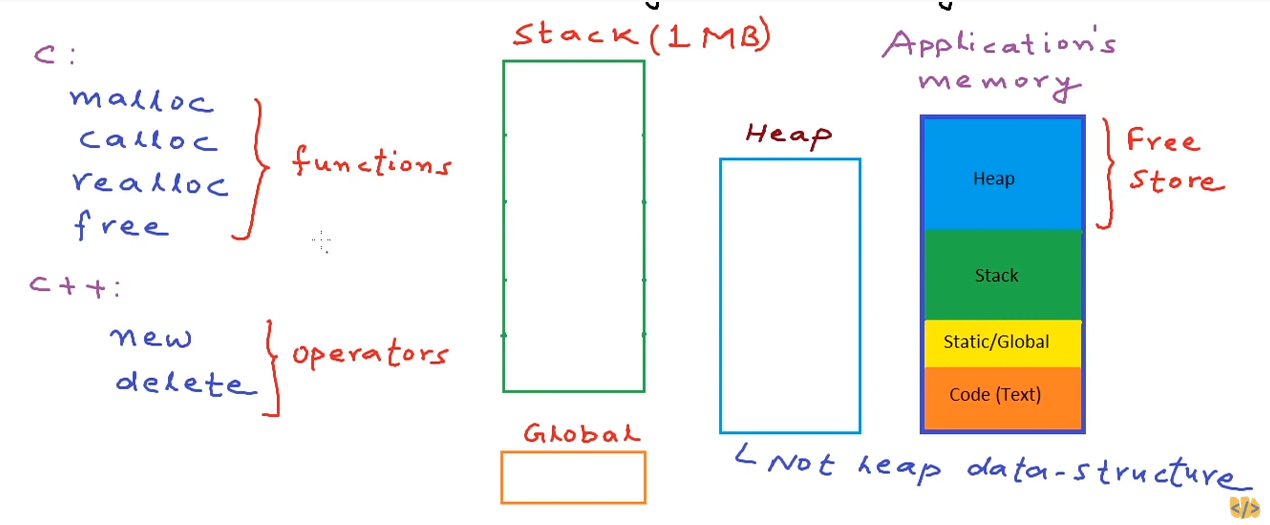 C:
malloc
calloc
realloc
free
functions
C++:
new
delete
operators
Stack (1 MB)
Global
Heap
Not heap data-structure
Application's
memory
Heap
Stack
Static/Global
Code (Text)
Free
Store
</>